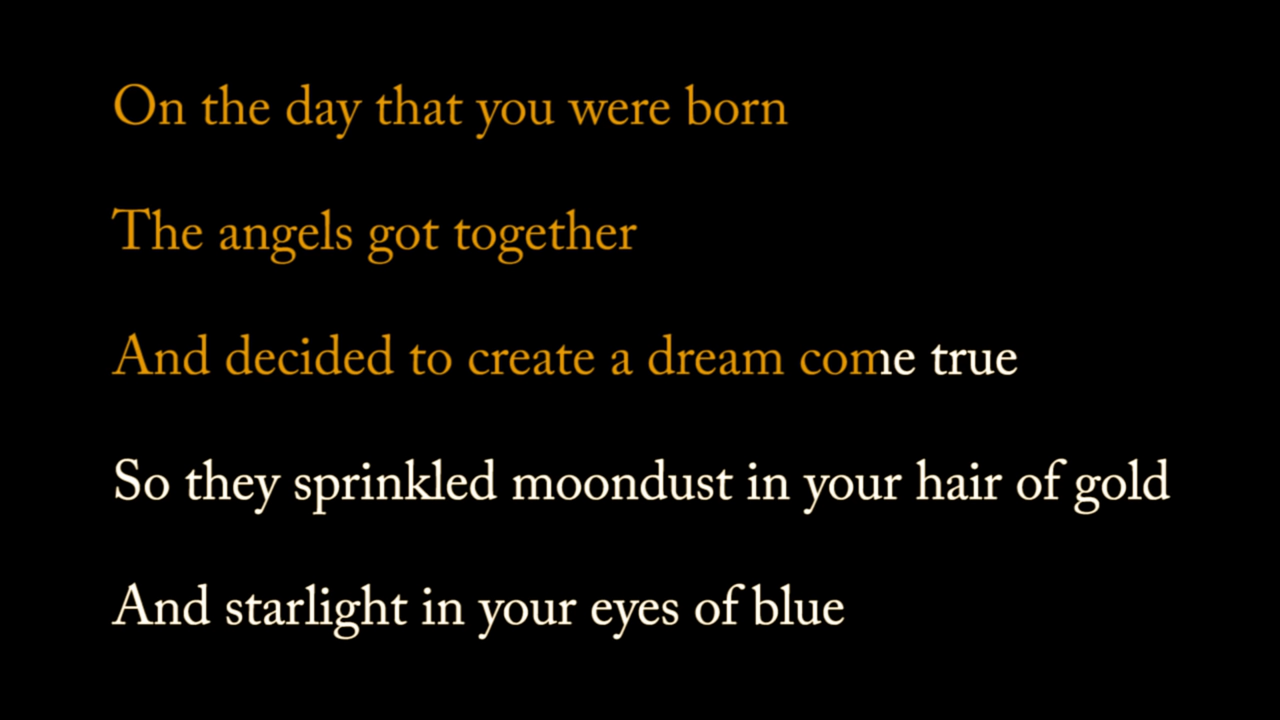 On the day that you were born
The angels got together
And decided to create a dream come true
So they sprinkled moondust in your hair of gold
And starlight in your eyes of blue